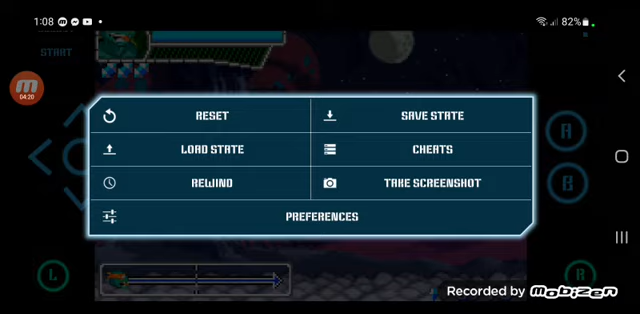 1:08
82%
START
04:20
RESET
SAVE STATE
LOAD STATE
CHEATS
REWIND
TAKE SCREENSHOT
PREFERENCES
A
B
L
R
Recorded by mobizen